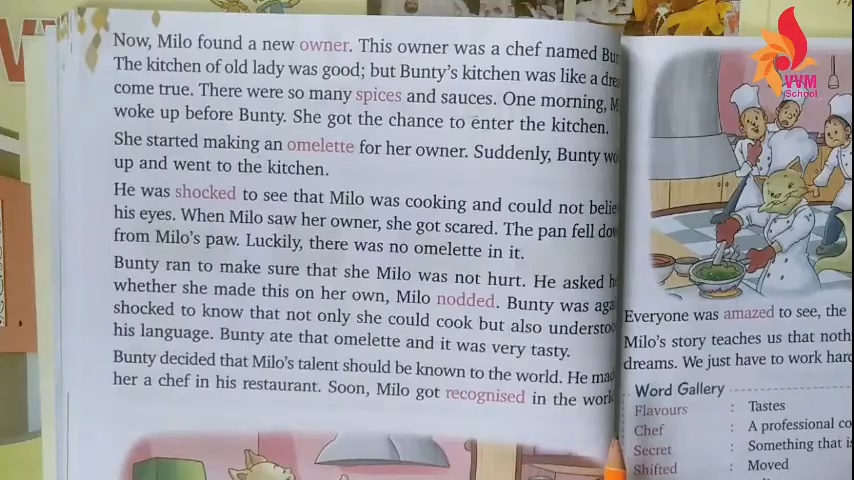 Now, Milo found a new owner. This owner was a chef named
The kitchen of old lady was good; but Bunty's kitchen was like a
come true. There were so many spices and sauces. One morning,
woke up before Bunty. She got the chance to enter the kitchen.
She started making an omelette for her owner. Suddenly, Bunty
up and went to the kitchen.
He was shocked to see that Milo was cooking and could not
his eyes. When Milo saw her owner, she got scared. The pan fell
from Milo's paw. Luckily, there was no omelette in it.
Bunty ran to make sure that she Milo was not hurt. He asked
whether she made this on her own, Milo nodded. Bunty was
shocked to know that not only she could cook but also
his language. Bunty ate that omelette and it was very tasty.
Bunty decided that Milo's talent should be known to the world. He
her a chef in his restaurant. Soon, Milo got recognised in the
VVM
School
Everyone was amazed to see, the
Milo's story teaches us that
dreams. We just have to work
Word Gallery
Flavours : Tastes
Chef : A professional
Secret : Something that
Shifted : Moved